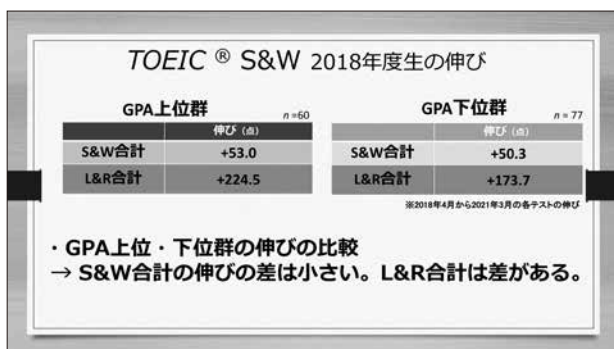 TOEIC ® S&W 2018年度生の伸び
GPA上位群 n=60
伸び（点）
S&W合計 +53.0
L&R合計 +224.5
GPA下位群 n = 77
伸び（点）
S&W合計 +50.3
L&R合計 +173.7
※2018年4月から2021年3月の各テストの伸び
・GPA上位・下位群の伸びの比較
→ S&W合計の伸びの差は小さい。L&R合計は差がある。